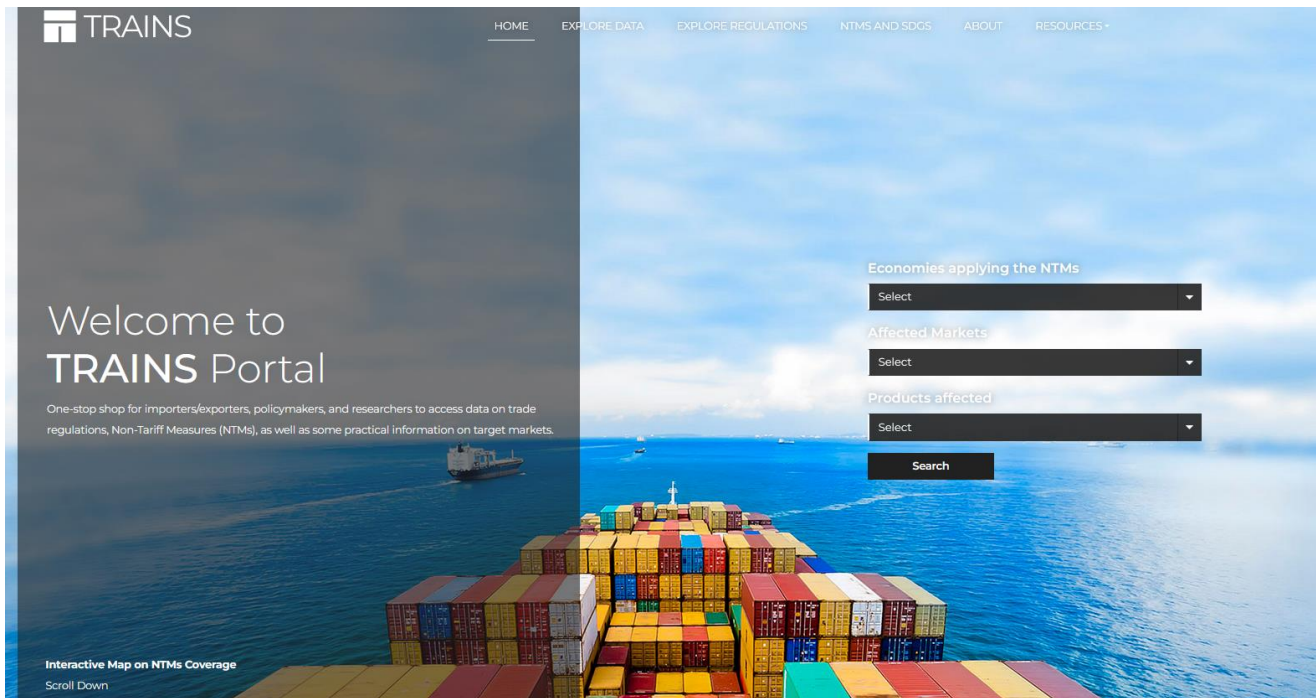 TRAINS
HOME EXPLORE DATA EXPLORE REGULATIONS NTMS AND SDGS ABOUT RESOURCES
Economies applying the NTMs
Select
Affected Markets
Select
Products affected
Select
Search
Welcome to
TRAINS Portal
One-stop shop for importers/exporters, policymakers, and researchers to access data on trade
regulations, Non-Tariff Measures (NTMs), as well as some practical information on target markets.
Interactive Map on NTMs Coverage
Scroll Down